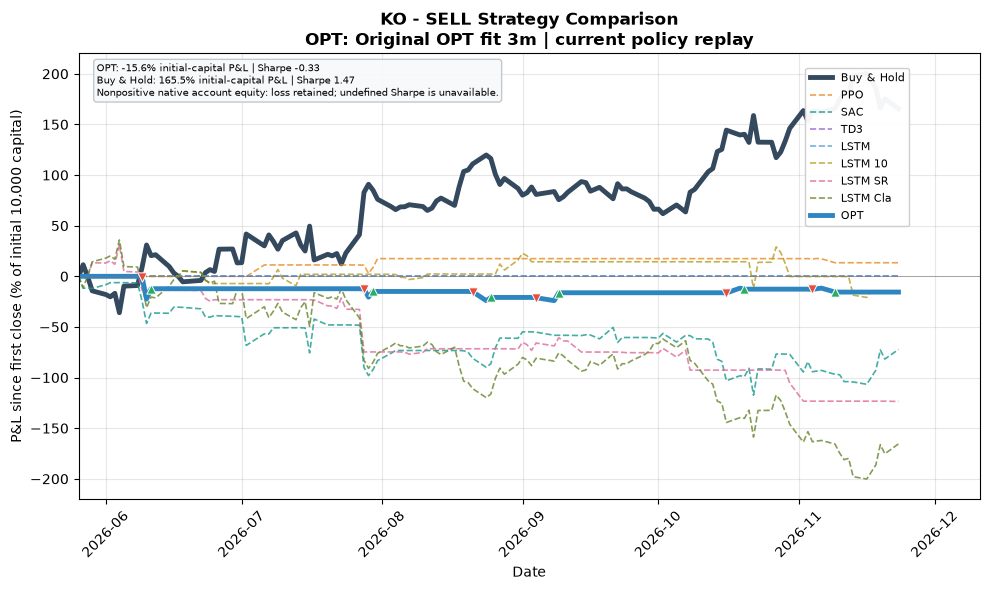 KO - SELL Strategy Comparison
OPT: Original OPT fit 3m | current policy replay
OPT: -15.6% initial-capital P&L | Sharpe -0.33
Buy & Hold: 165.5% initial-capital P&L | Sharpe 1.47
Nonpositive native account equity: loss retained; undefined Sharpe is unavailable.
Buy & Hold
PPO
SAC
TD3
LSTM
LSTM 10
LSTM SR
LSTM Cla
OPT
P&L since first close (% of initial 10,000 capital)
200
150
100
50
0
−50
−100
−150
−200
2026-06
2026-07
2026-08
2026-09
2026-10
2026-11
2026-12
Date